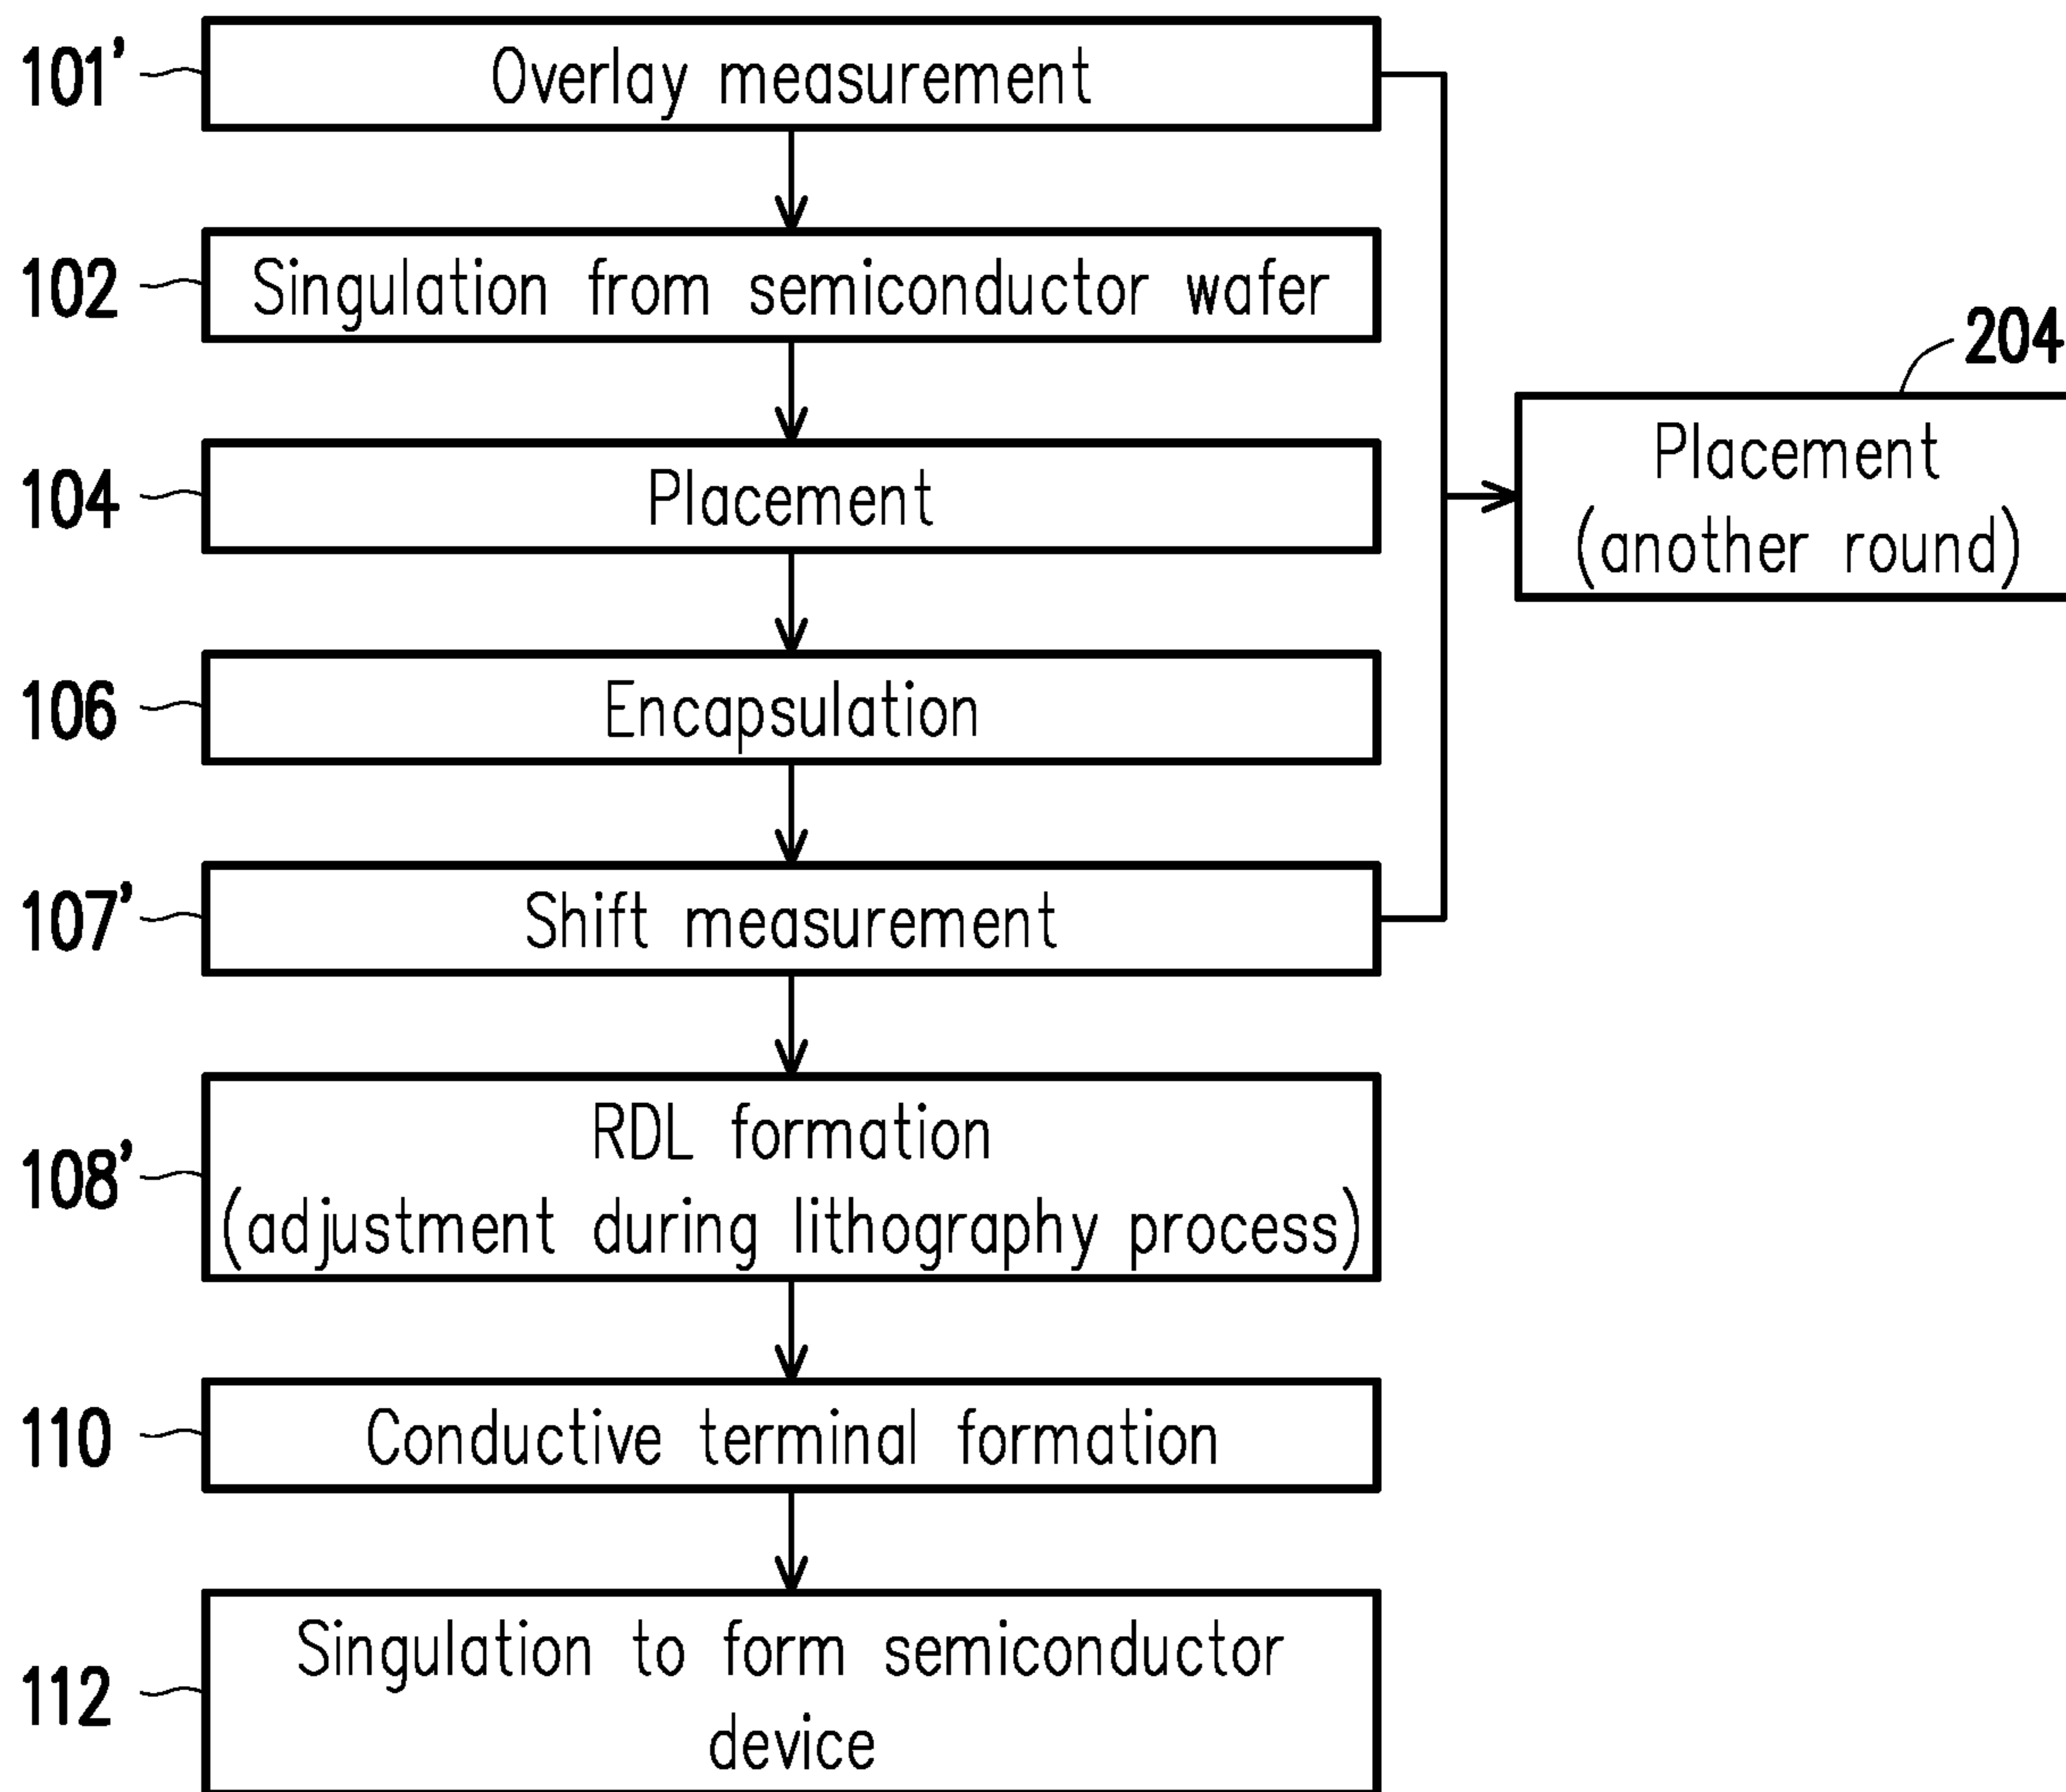 101’
Overlay measurement
102
Singulation from semiconductor wafer
204
104
Placement
Placement
(another round)
106
Encapsulation
107’
Shift measurement
108’
RDL formation
(adjustment during lithography process)
110
Conductive terminal formation
112
Singulation to form semiconductor
device